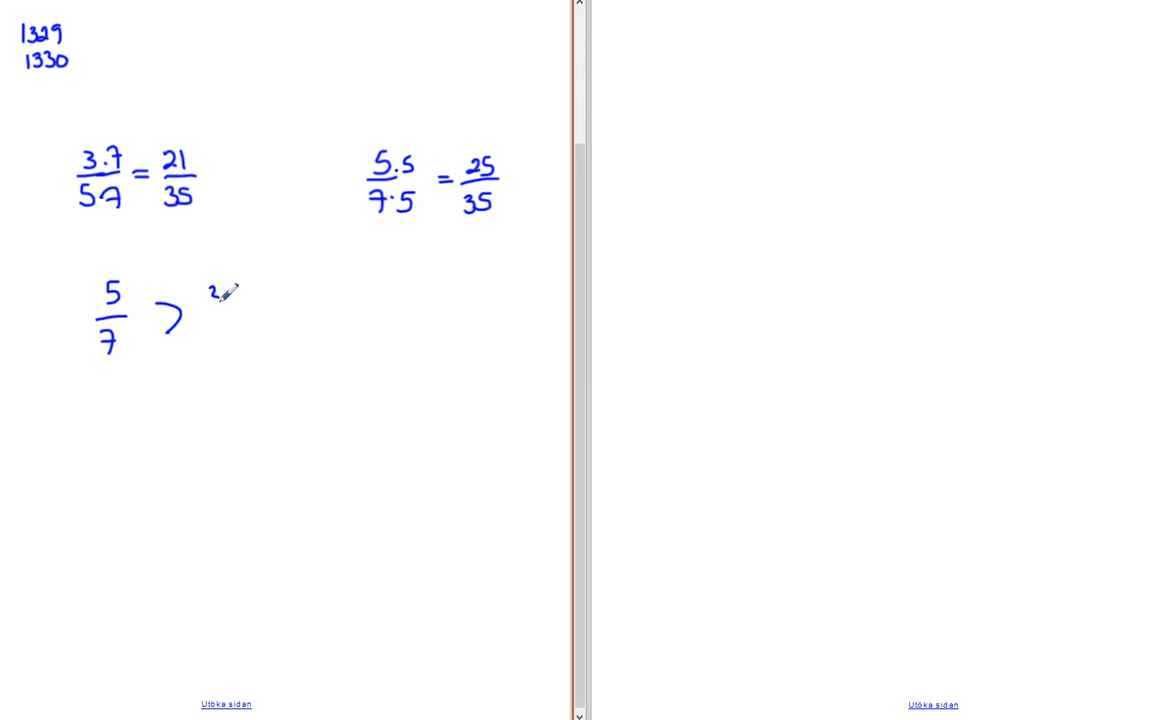 1329
1330
3·7/5·7 = 21/35
5·5/7·5 = 25/35
5/7 > 2
Utöka sidan
Utöka sidan